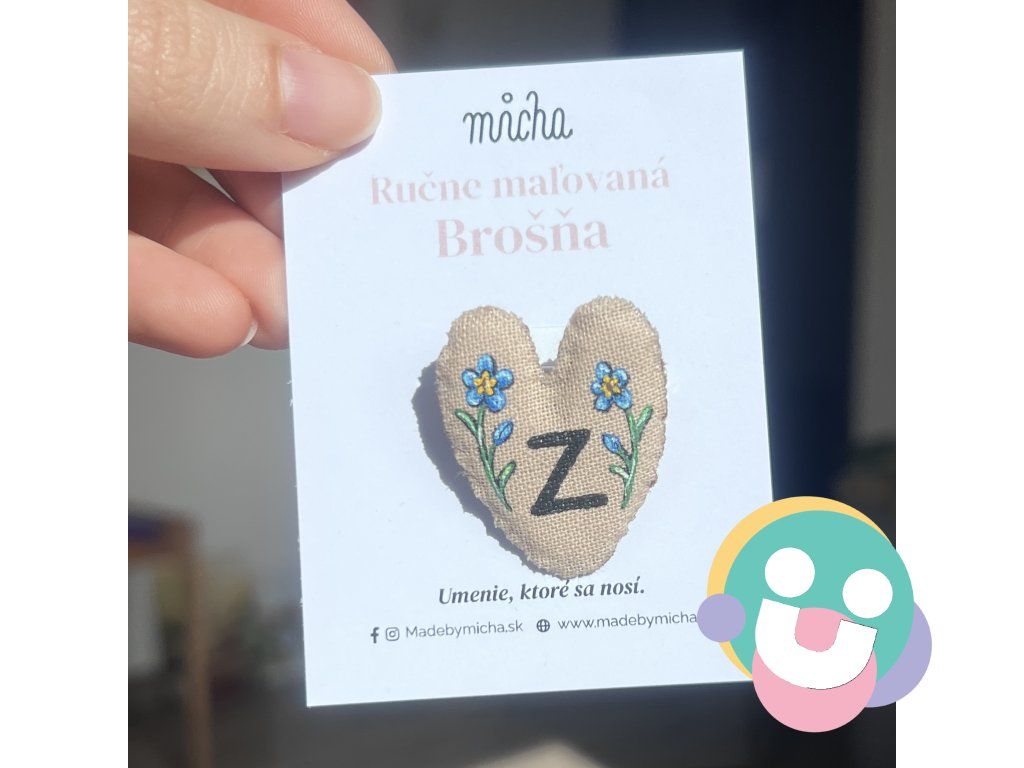 micha
Ručne maľovaná
Brošňa
Z
Umenie, ktoré sa nosí.
Madebymicha.sk www.madebymicha